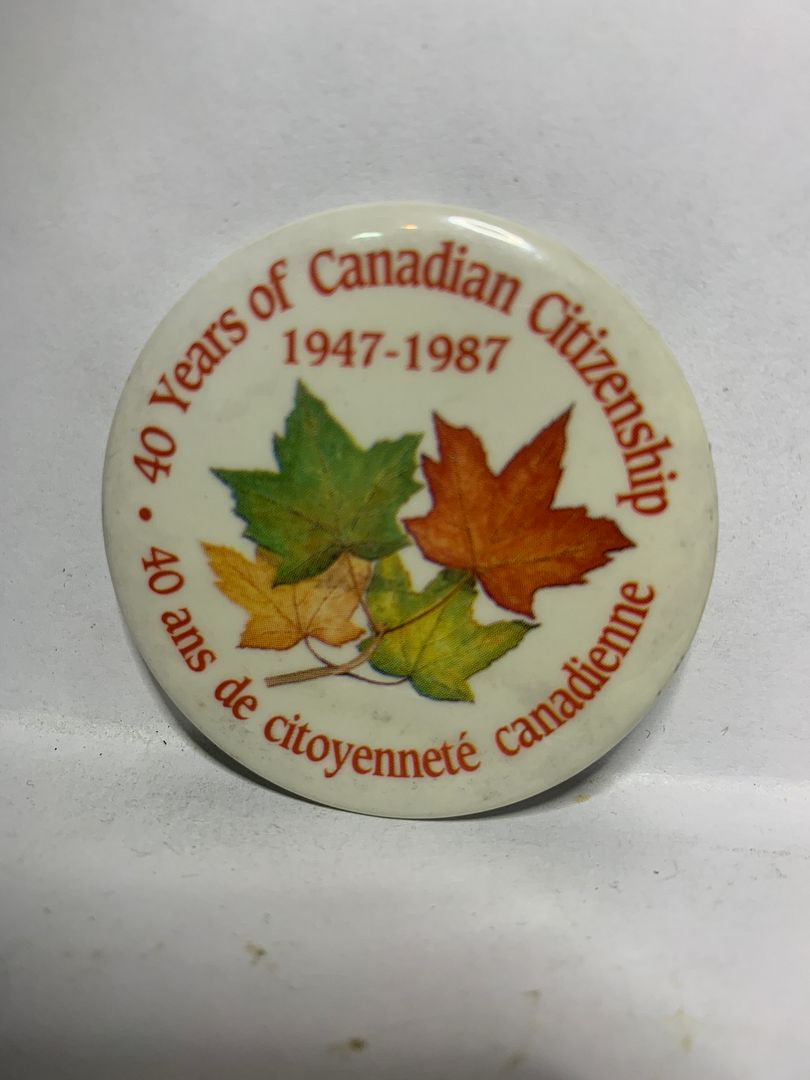 40 Years of Canadian Citizenship
1947-1987
• 40 ans de citoyenneté canadienne